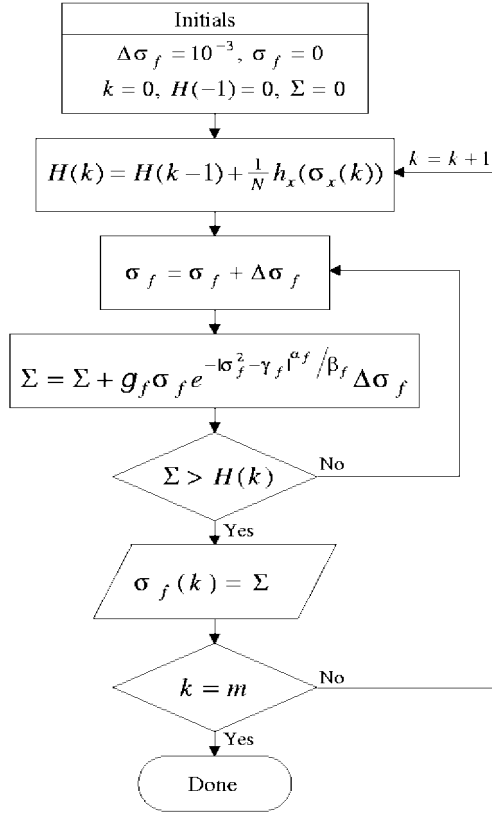 Initials
Δσ_f = 10^{-3}, σ_f = 0
k = 0, H(−1) = 0, Σ = 0
H(k) = H(k−1) + 1/N h_x(σ_x(k))
k = k + 1
σ_f = σ_f + Δσ_f
Σ = Σ + g_f σ_f e^{-|σ_f^2 − γ_f|^{α_f} / β_f} Δσ_f
Σ > H(k)
No
Yes
σ_f(k) = Σ
k = m
No
Yes
Done